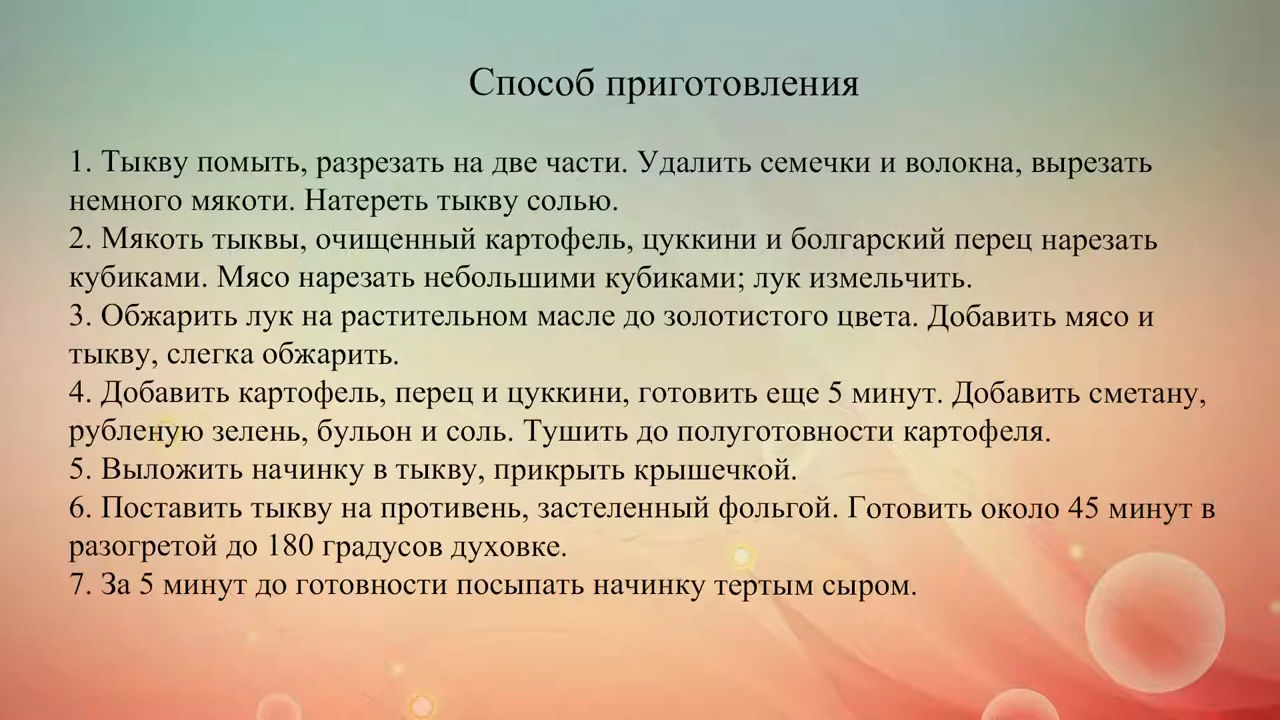 Способ приготовления
1. Тыкву помыть, разрезать на две части. Удалить семечки и волокна, вырезать
немного мякоти. Натереть тыкву солью.
2. Мякоть тыквы, очищенный картофель, цуккини и болгарский перец нарезать
кубиками. Мясо нарезать небольшими кубиками; лук измельчить.
3. Обжарить лук на растительном масле до золотистого цвета. Добавить мясо и
тыкву, слегка обжарить.
4. Добавить картофель, перец и цуккини, готовить еще 5 минут. Добавить сметану,
рубленую зелень, бульон и соль. Тушить до полуготовности картофеля.
5. Выложить начинку в тыкву, прикрыть крышечкой.
6. Поставить тыкву на противень, застеленный фольгой. Готовить около 45 минут в
разогретой до 180 градусов духовке.
7. За 5 минут до готовности посыпать начинку тертым сыром.